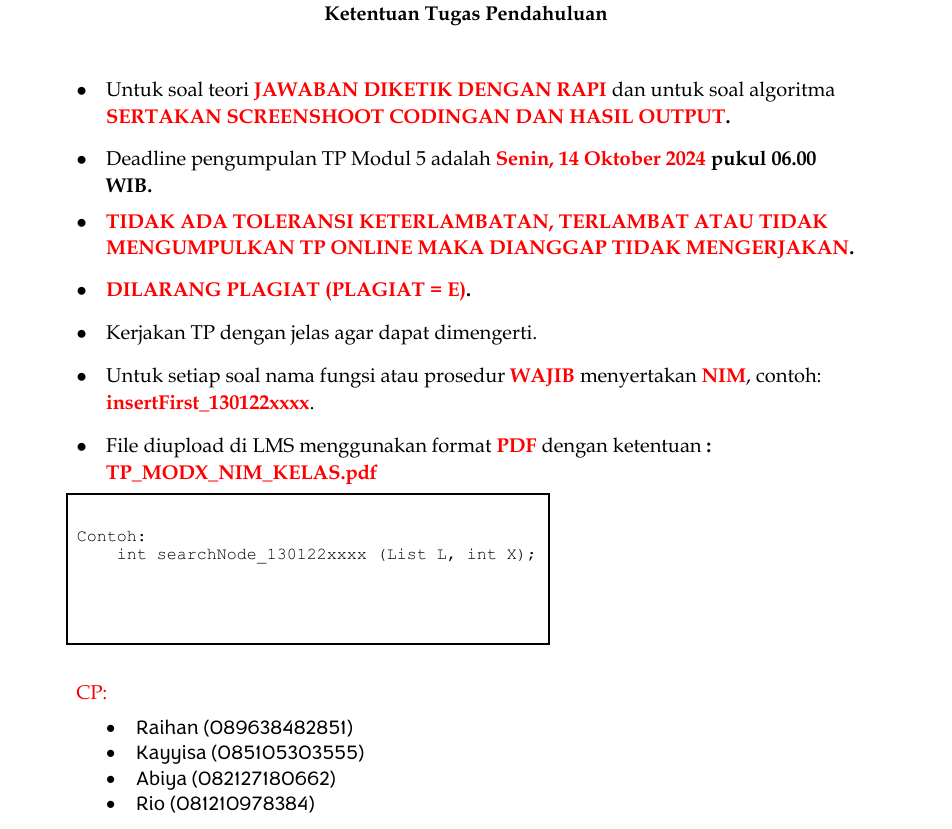 Ketentuan Tugas Pendahuluan
• Untuk soal teori JAWABAN DIKETIK DENGAN RAPI dan untuk soal algoritma
SERTAKAN SCREENSHOOT CODINGAN DAN HASIL OUTPUT.
• Deadline pengumpulan TP Modul 5 adalah Senin, 14 Oktober 2024 pukul 06.00
WIB.
• TIDAK ADA TOLERANSI KETERLAMBATAN, TERLAMBAT ATAU TIDAK
MENGUMPULKAN TP ONLINE MAKA DIANGGAP TIDAK MENGERJAKAN.
• DILARANG PLAGIAT (PLAGIAT = E).
• Kerjakan TP dengan jelas agar dapat dimengerti.
• Untuk setiap soal nama fungsi atau prosedur WAJIB menyertakan NIM, contoh:
insertFirst_130122xxxx.
• File diupload di LMS menggunakan format PDF dengan ketentuan :
TP_MODX_NIM_KELAS.pdf
Contoh:
int searchNode_130122xxxx (List L, int X);
CP:
• Raihan (089638482851)
• Kayyisa (085105303555)
• Abiya (082127180662)
• Rio (081210978384)